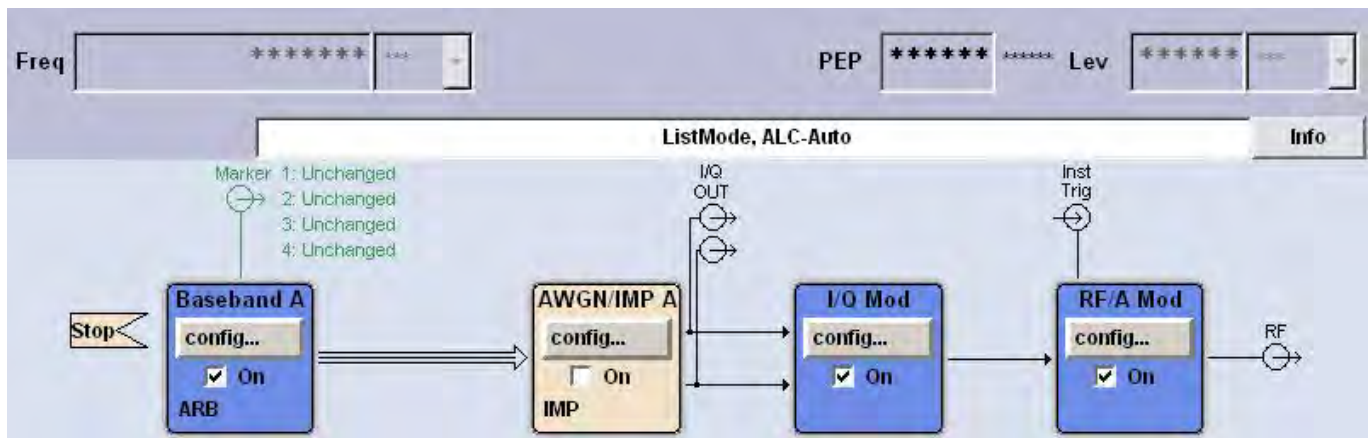 Freq ******* *** PEP ****** ****** Lev ****** ***
ListMode, ALC-Auto Info
Marker 1: Unchanged
2: Unchanged
3: Unchanged
4: Unchanged
I/Q
OUT
Inst
Trig
Stop
Baseband A
config...
On
ARB
AWGN/IMP A
config...
On
IMP
I/Q Mod
config...
On
RF/A Mod
config...
On
RF